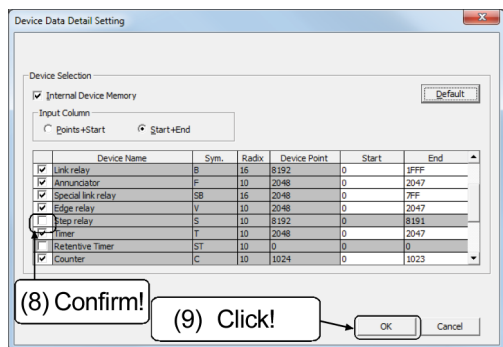 Device Data Detail Setting
Device Selection
Internal Device Memory
Default
Input Column
Points+Start Start+End
Device Name Sym. Radix Device Point Start End
Link relay B 16 8192 0 1FFF
Annunciator F 10 2048 0 2047
Special link relay SB 16 2048 0 7FF
Edge relay V 10 2048 0 2047
Step relay S 10 8192 0 8191
Timer T 10 2048 0 2047
Retentive Timer ST 10 0 0 0
Counter C 10 1024 0 1023
(8) Confirm!
(9) Click!
OK Cancel